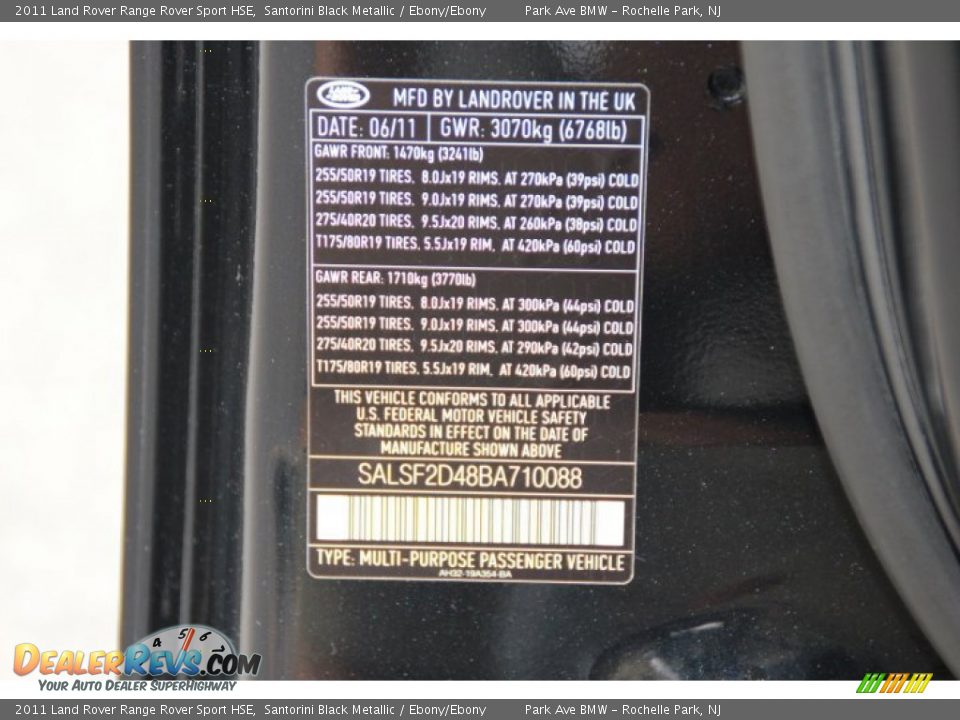 2011 Land Rover Range Rover Sport HSE, Santorini Black Metallic / Ebony/Ebony Park Ave BMW - Rochelle Park, NJ
LAND ROVER
MFD BY LANDROVER IN THE UK
DATE: 06/11 GWR: 3070kg (6768lb)
GAWR FRONT: 1470kg (3241lb)
255/50R19 TIRES. 8.0Jx19 RIMS. AT 270kPa (39psi) COLD
255/50R19 TIRES. 9.0Jx19 RIMS. AT 270kPa (39psi) COLD
275/40R20 TIRES. 9.5Jx20 RIMS. AT 260kPa (38psi) COLD
T175/80R19 TIRES. 5.5Jx19 RIM. AT 420kPa (60psi) COLD
GAWR REAR: 1710kg (3770lb)
255/50R19 TIRES. 8.0Jx19 RIMS. AT 300kPa (44psi) COLD
255/50R19 TIRES. 9.0Jx19 RIMS. AT 300kPa (44psi) COLD
275/40R20 TIRES. 9.5Jx20 RIMS. AT 290kPa (42psi) COLD
T175/80R19 TIRES. 5.5Jx19 RIM. AT 420kPa (60psi) COLD
THIS VEHICLE CONFORMS TO ALL APPLICABLE
U.S. FEDERAL MOTOR VEHICLE SAFETY
STANDARDS IN EFFECT ON THE DATE OF
MANUFACTURE SHOWN ABOVE
SALSF2D48BA710088
TYPE: MULTI-PURPOSE PASSENGER VEHICLE
AH32-19A354-BA
4 5 6
DealerRevs.com
Your Auto Dealer SuperHighway
2011 Land Rover Range Rover Sport HSE, Santorini Black Metallic / Ebony/Ebony Park Ave BMW - Rochelle Park, NJ